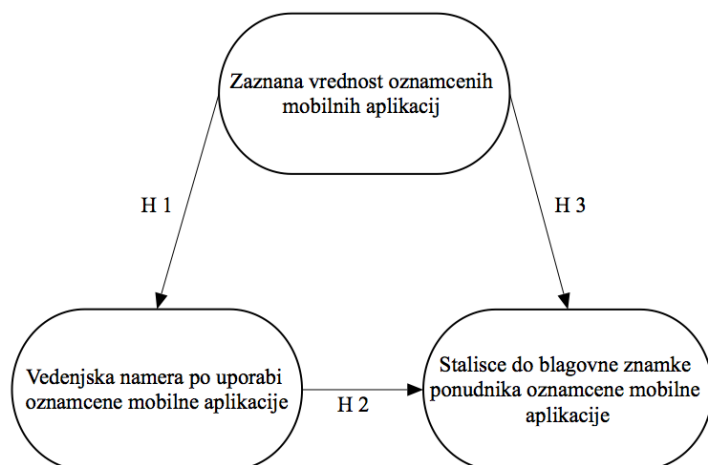 Zaznana vrednost oznamcenih
mobilnih aplikacij
H 1
H 3
Vedenjska namera po uporabi
oznamcene mobilne aplikacije
H 2
Stalisce do blagovne znamke
ponudnika oznamcene mobilne
aplikacije